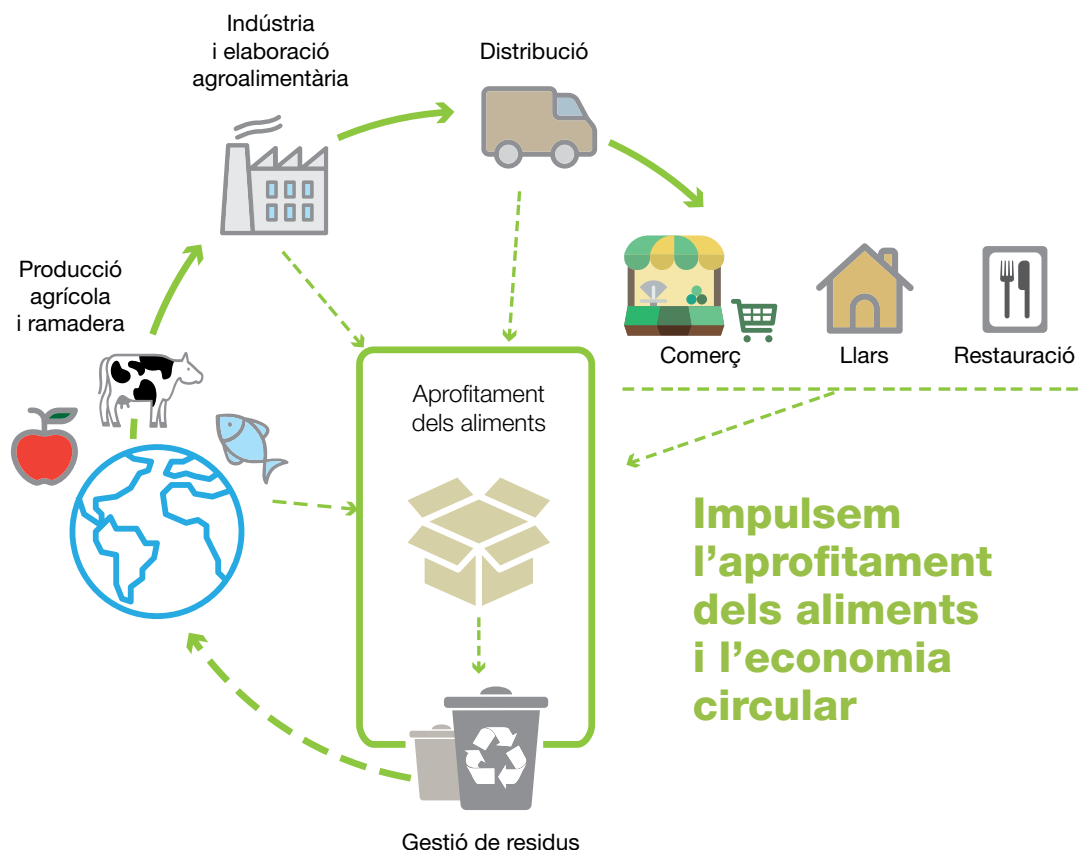 Indústria
i elaboració
agroalimentària
Distribució
Producció
agrícola
i ramadera
Comerç
Llars
Restauració
Aprofitament
dels aliments
Impulsem
l’aprofitament
dels aliments
i l’economia
circular
Gestió de residus